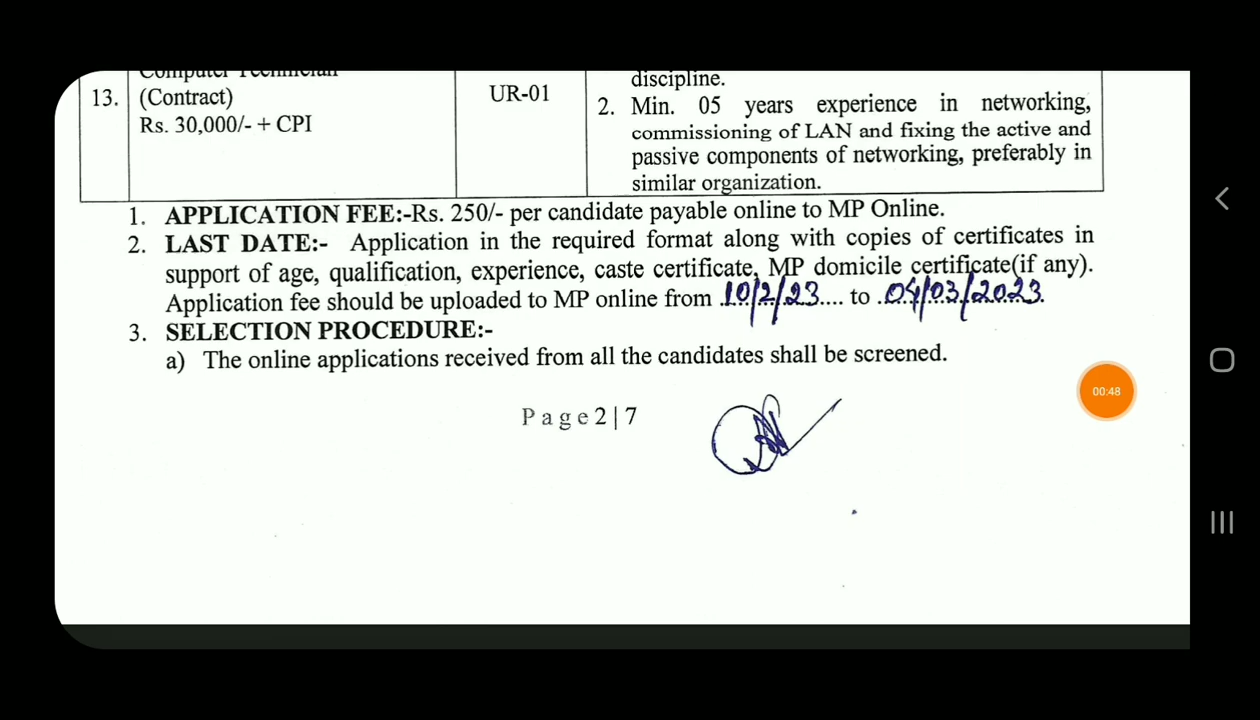 Computer Technician
13. (Contract)
Rs. 30,000/- + CPI
UR-01
discipline.
2. Min. 05 years experience in networking,
commissioning of LAN and fixing the active and
passive components of networking, preferably in
similar organization.
1. APPLICATION FEE:-Rs. 250/- per candidate payable online to MP Online.
2. LAST DATE:- Application in the required format along with copies of certificates in
support of age, qualification, experience, caste certificate, MP domicile certificate(if any).
Application fee should be uploaded to MP online from 10/2/23.... to .04/03/2023.
3. SELECTION PROCEDURE:-
a) The online applications received from all the candidates shall be screened.
Page2|7
00:48